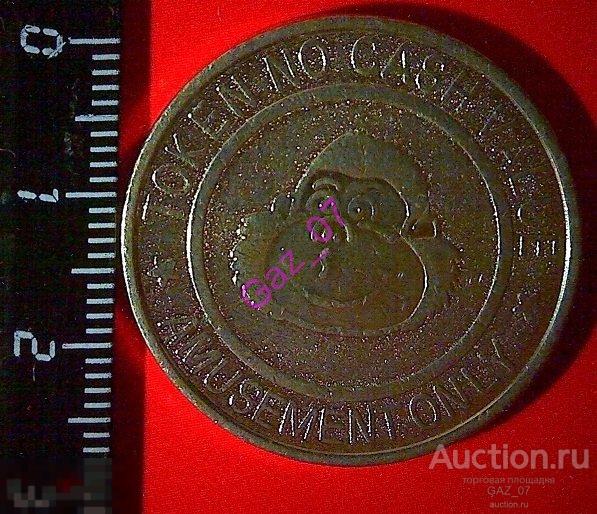 0
1
2
TOKEN NO CASH VALUE
AMUSEMENT ONLY
Gaz_07
Auction.ru
торговая площадка
GAZ_07
auction.ru